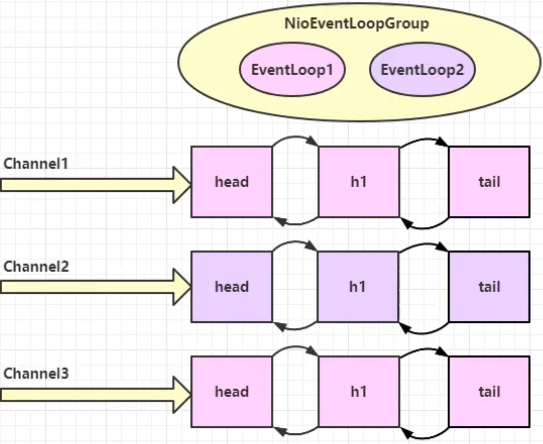 NioEventLoopGroup
EventLoop1 EventLoop2
Channel1
head h1 tail
Channel2
head h1 tail
Channel3
head h1 tail